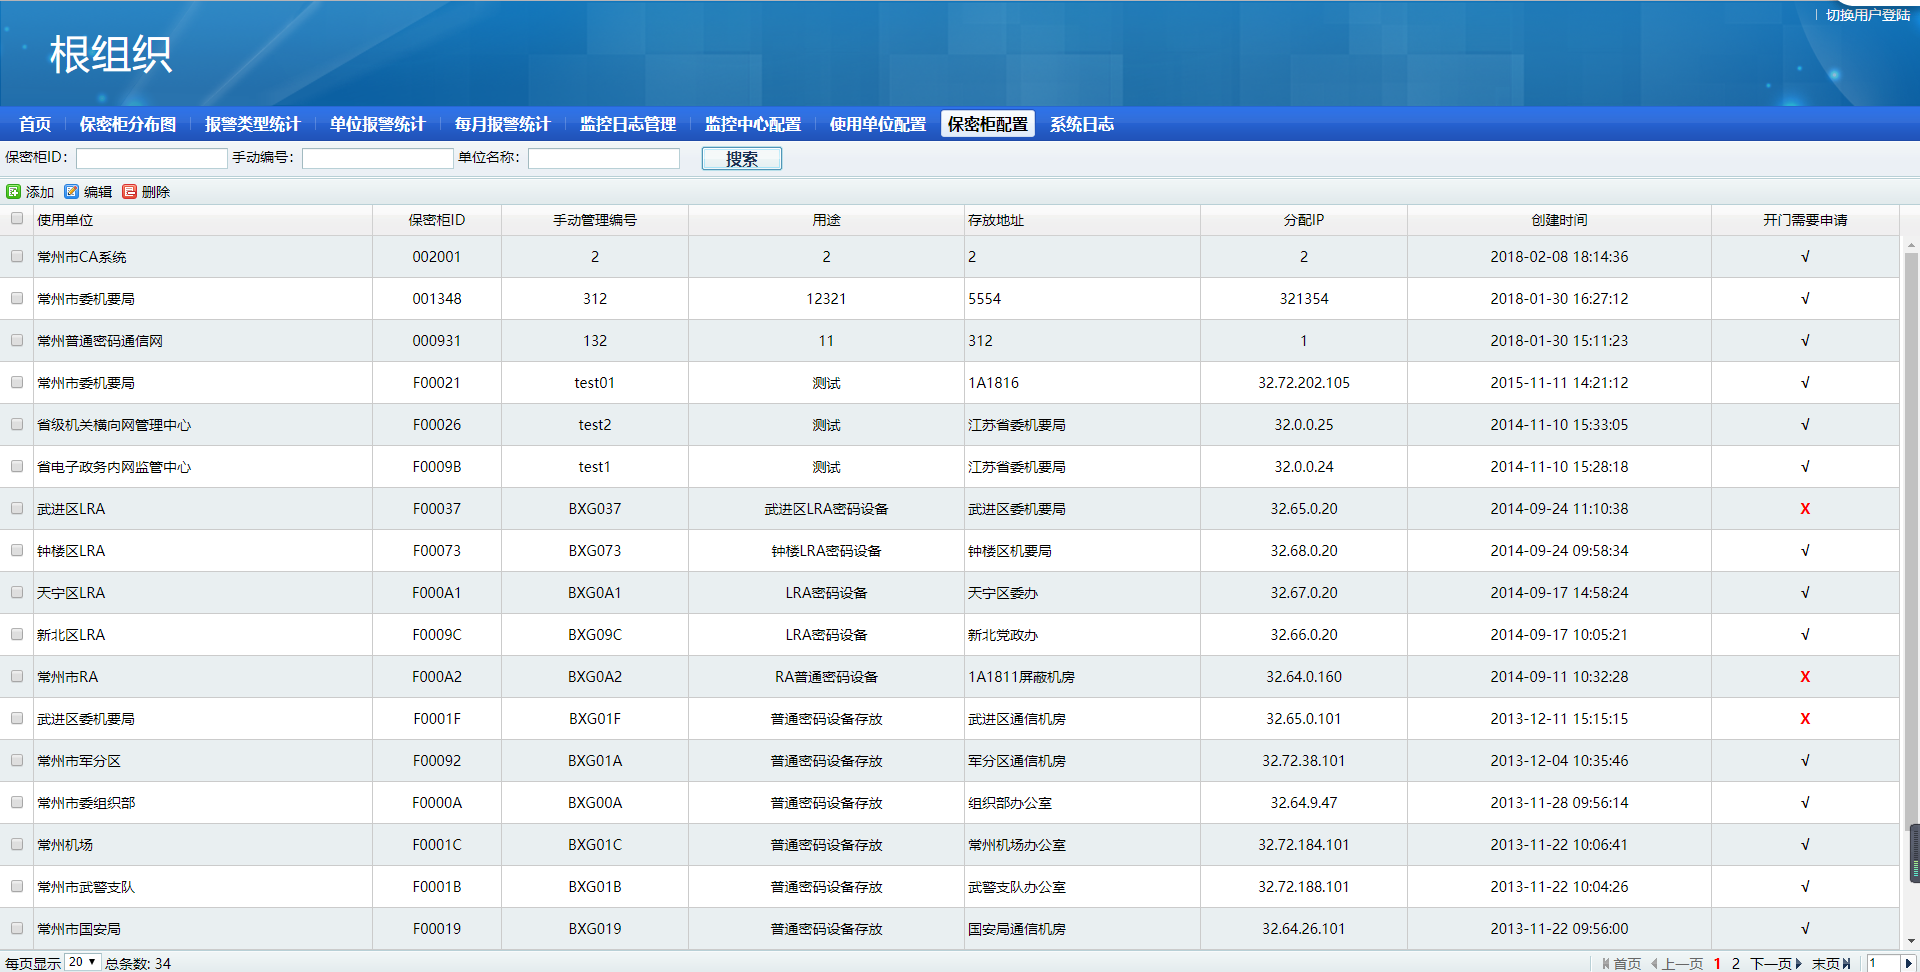 切换用户登陆
根组织
首页 保密柜分布图 报警类型统计 单位报警统计 每月报警统计 监控日志管理 监控中心配置 使用单位配置 保密柜配置 系统日志
保密柜ID: 手动编号: 单位名称: 搜索
添加 编辑 删除
使用单位 保密柜ID 手动管理编号 用途 存放地址 分配IP 创建时间 开门需要申请
常州市CA系统 002001 2 2 2 2 2018-02-08 18:14:36 √
常州市委机要局 001348 312 12321 5554 321354 2018-01-30 16:27:12 √
常州普通密码通信网 000931 132 11 312 1 2018-01-30 15:11:23 √
常州市委机要局 F00021 test01 测试 1A1816 32.72.202.105 2015-11-11 14:21:12 √
省级机关横向网管理中心 F00026 test2 测试 江苏省委机要局 32.0.0.25 2014-11-10 15:33:05 √
省电子政务内网监管中心 F0009B test1 测试 江苏省委机要局 32.0.0.24 2014-11-10 15:28:18 √
武进区LRA F00037 BXG037 武进区LRA密码设备 武进区委机要局 32.65.0.20 2014-09-24 11:10:38 X
钟楼区LRA F00073 BXG073 钟楼LRA密码设备 钟楼区机要局 32.68.0.20 2014-09-24 09:58:34 √
天宁区LRA F000A1 BXG0A1 LRA密码设备 天宁区委办 32.67.0.20 2014-09-17 14:58:24 √
新北区LRA F0009C BXG09C LRA密码设备 新北党政办 32.66.0.20 2014-09-17 10:05:21 √
常州市RA F000A2 BXG0A2 RA普通密码设备 1A1811屏蔽机房 32.64.0.160 2014-09-11 10:32:28 X
武进区委机要局 F0001F BXG01F 普通密码设备存放 武进区通信机房 32.65.0.101 2013-12-11 15:15:15 X
常州市军分区 F00092 BXG01A 普通密码设备存放 军分区通信机房 32.72.38.101 2013-12-04 10:35:46 √
常州市委组织部 F0000A BXG00A 普通密码设备存放 组织部办公室 32.64.9.47 2013-11-28 09:56:14 √
常州机场 F0001C BXG01C 普通密码设备存放 常州机场办公室 32.72.184.101 2013-11-22 10:06:41 √
常州市武警支队 F0001B BXG01B 普通密码设备存放 武警支队办公室 32.72.188.101 2013-11-22 10:04:26 √
常州市国安局 F00019 BXG019 普通密码设备存放 国安局通信机房 32.64.26.101 2013-11-22 09:56:00 √
每页显示 20 总条数: 34 首页 上一页 1 2 下一页 末页 1